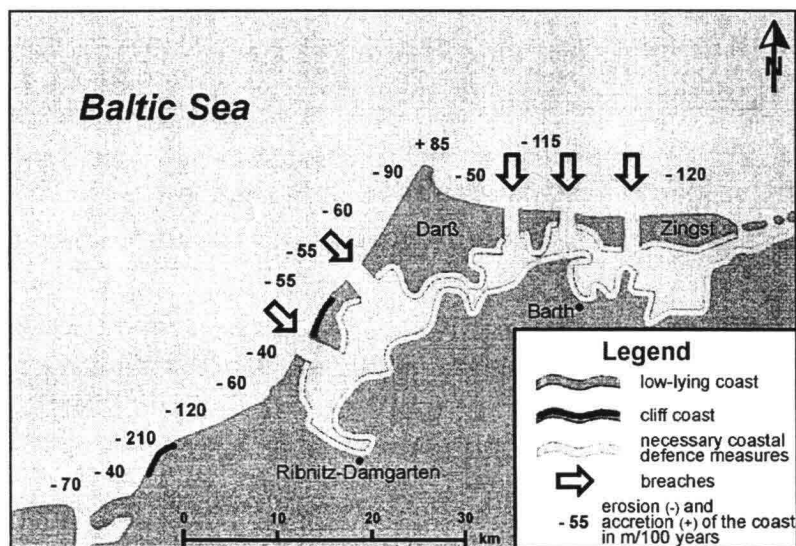 N
Baltic Sea
+ 85
- 115
- 90
- 50
- 120
- 60
Darß
Zingst
- 55
- 55
Barth
- 40
- 60
- 120
- 210
- 40
- 70
Ribnitz-Damgarten
0 10 20 30
km
Legend
low-lying coast
cliff coast
necessary coastal
defence measures
breaches
- 55
erosion (-) and
accretion (+) of the coast
in m/100 years